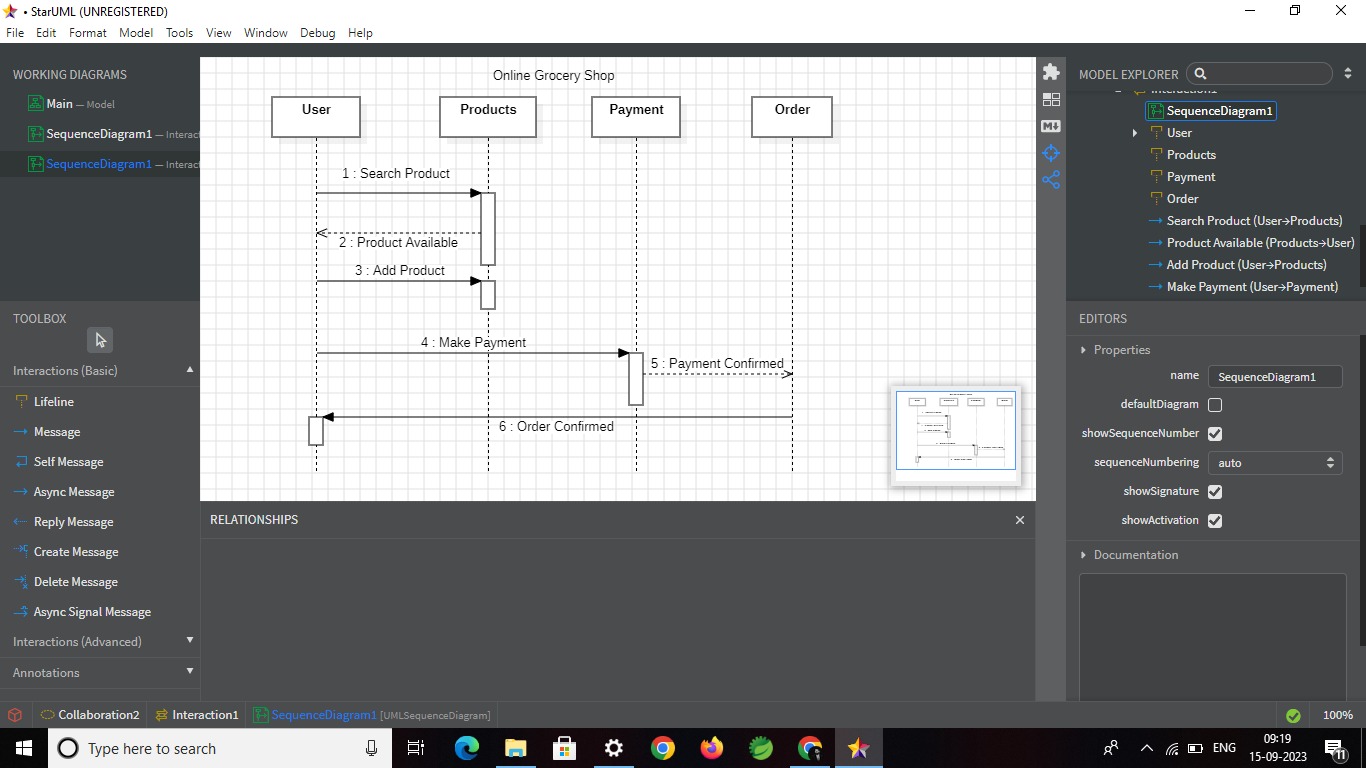 • StarUML (UNREGISTERED)
File Edit Format Model Tools View Window Debug Help
WORKING DIAGRAMS
Main — Model
SequenceDiagram1 — Interact
SequenceDiagram1 — Interact
TOOLBOX
Interactions (Basic)
Lifeline
Message
Self Message
Async Message
Reply Message
Create Message
Delete Message
Async Signal Message
Interactions (Advanced)
Annotations
Online Grocery Shop
User Products Payment Order
1 : Search Product
2 : Product Available
3 : Add Product
4 : Make Payment
5 : Payment Confirmed
6 : Order Confirmed
RELATIONSHIPS
MODEL EXPLORER
Interaction1
SequenceDiagram1
User
Products
Payment
Order
Search Product (User→Products)
Product Available (Products→User)
Add Product (User→Products)
Make Payment (User→Payment)
EDITORS
Properties
name SequenceDiagram1
defaultDiagram
showSequenceNumber
sequenceNumbering auto
showSignature
showActivation
Documentation
Collaboration2 Interaction1 SequenceDiagram1 [UMLSequenceDiagram] 100%
Type here to search
ENG
09:19
15-09-2023
11